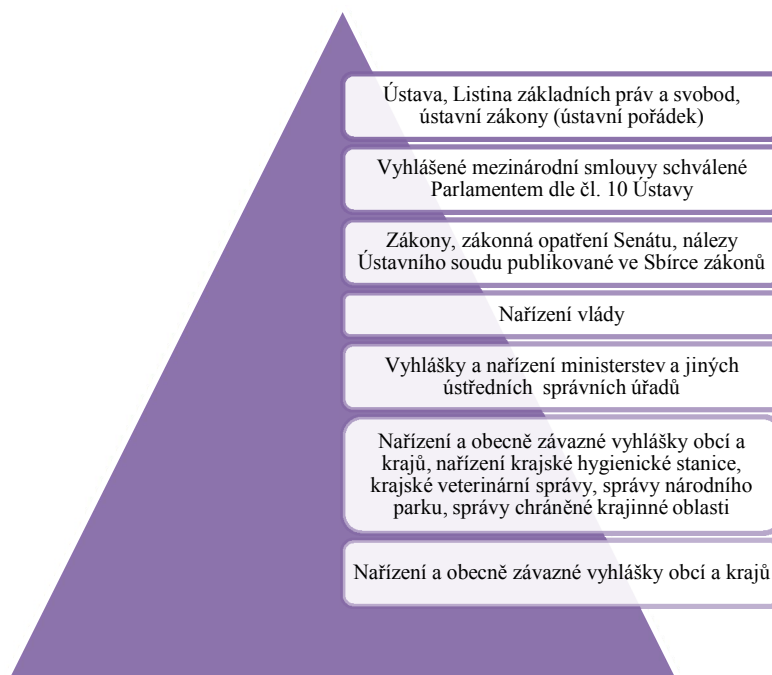 Ústava, Listina základních práv a svobod,
ústavní zákony (ústavní pořádek)
Vyhlášené mezinárodní smlouvy schválené
Parlamentem dle čl. 10 Ústavy
Zákony, zákonná opatření Senátu, nálezy
Ústavního soudu publikované ve Sbírce zákonů
Nařízení vlády
Vyhlášky a nařízení ministerstev a jiných
ústředních správních úřadů
Nařízení a obecně závazné vyhlášky obcí a
krajů, nařízení krajské hygienické stanice,
krajské veterinární správy, správy národního
parku, správy chráněné krajinné oblasti
Nařízení a obecně závazné vyhlášky obcí a krajů